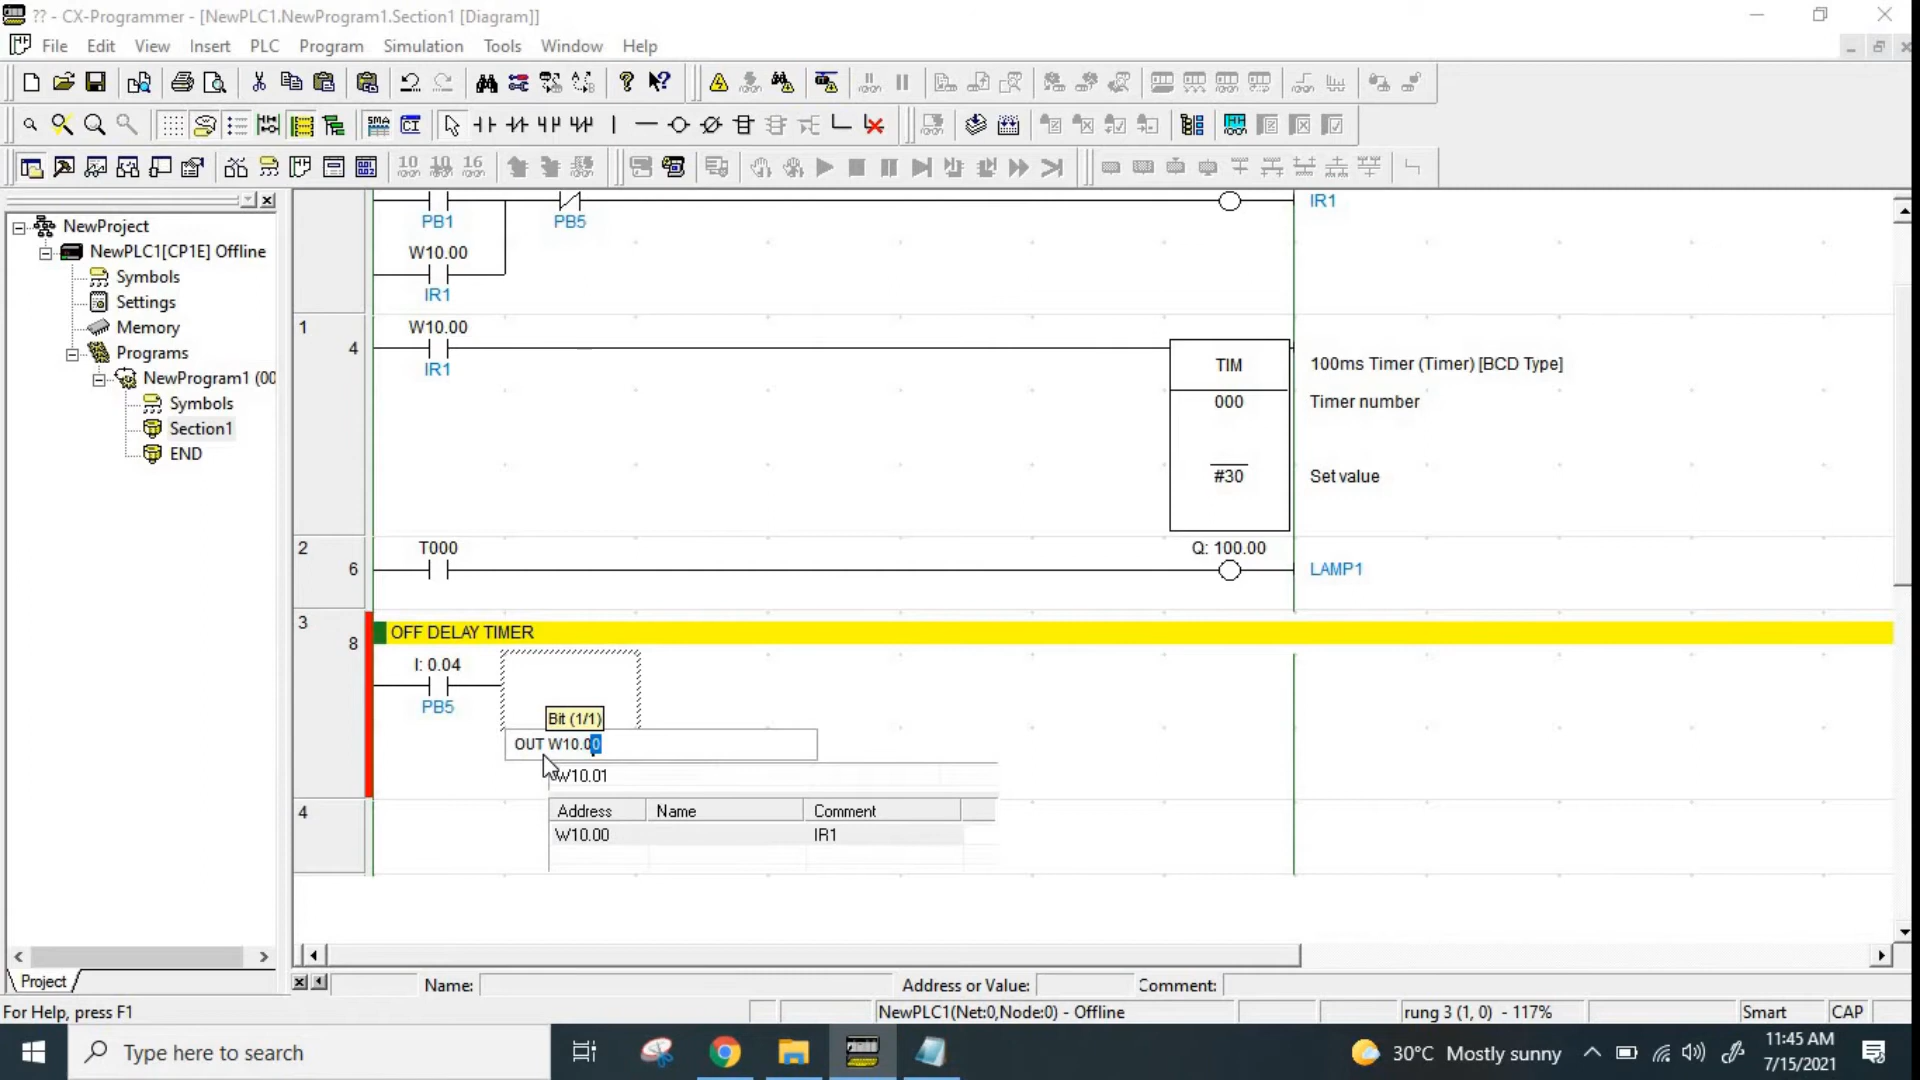 ?? - CX-Programmer - [NewPLC1.NewProgram1.Section1 [Diagram]]
File Edit View Insert PLC Program Simulation Tools Window Help
SMA CI
10 10 16
NewProject
NewPLC1[CP1E] Offline
Symbols
Settings
Memory
Programs
NewProgram1 (00
Symbols
Section1
END
Project
PB1 PB5 IR1
W10.00
IR1
1 W10.00
4
IR1
TIM 100ms Timer (Timer) [BCD Type]
000 Timer number
#30 Set value
2 T000 Q: 100.00
6 LAMP1
3 OFF DELAY TIMER
8
I: 0.04
PB5
Bit (1/1)
OUT W10.00
W10.01
4 Address Name Comment
W10.00 IR1
Name: Address or Value: Comment:
For Help, press F1 NewPLC1(Net:0,Node:0) - Offline rung 3 (1, 0) - 117% Smart CAP
Type here to search 30°C Mostly sunny 11:45 AM
7/15/2021